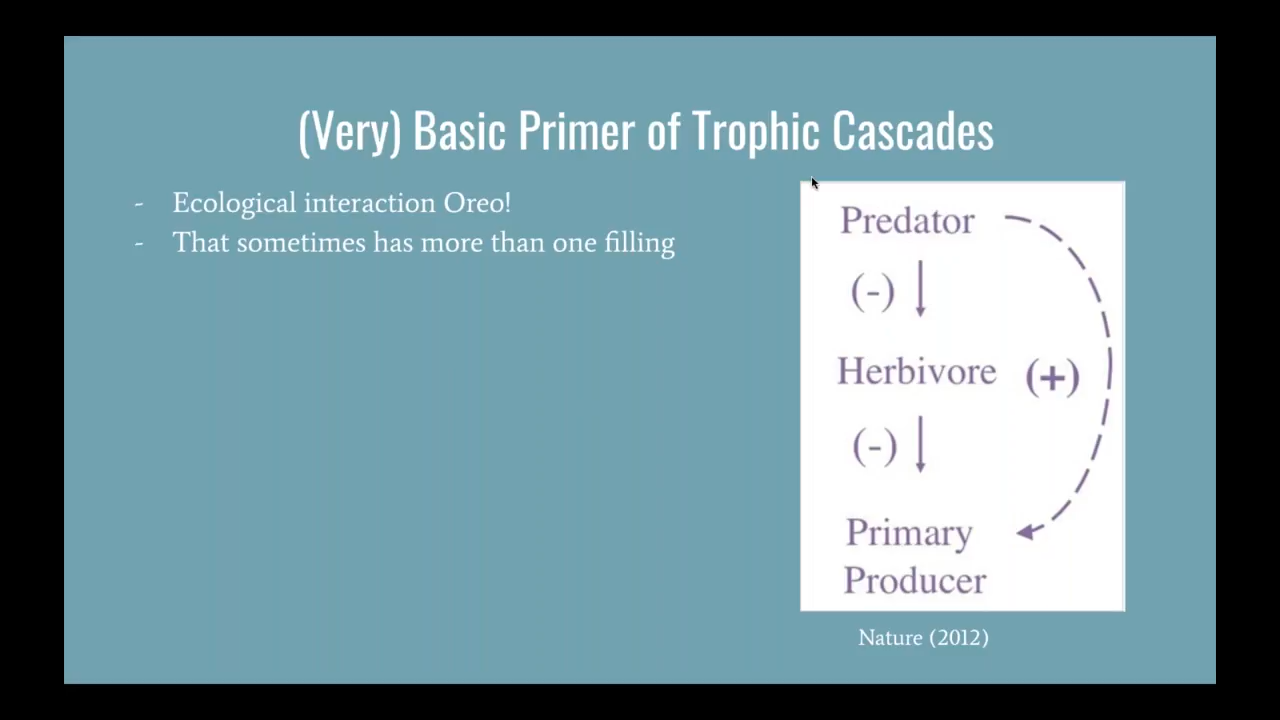 (Very) Basic Primer of Trophic Cascades
- Ecological interaction Oreo!
- That sometimes has more than one filling
Predator
(-)
Herbivore (+)
(-)
Primary
Producer
Nature (2012)